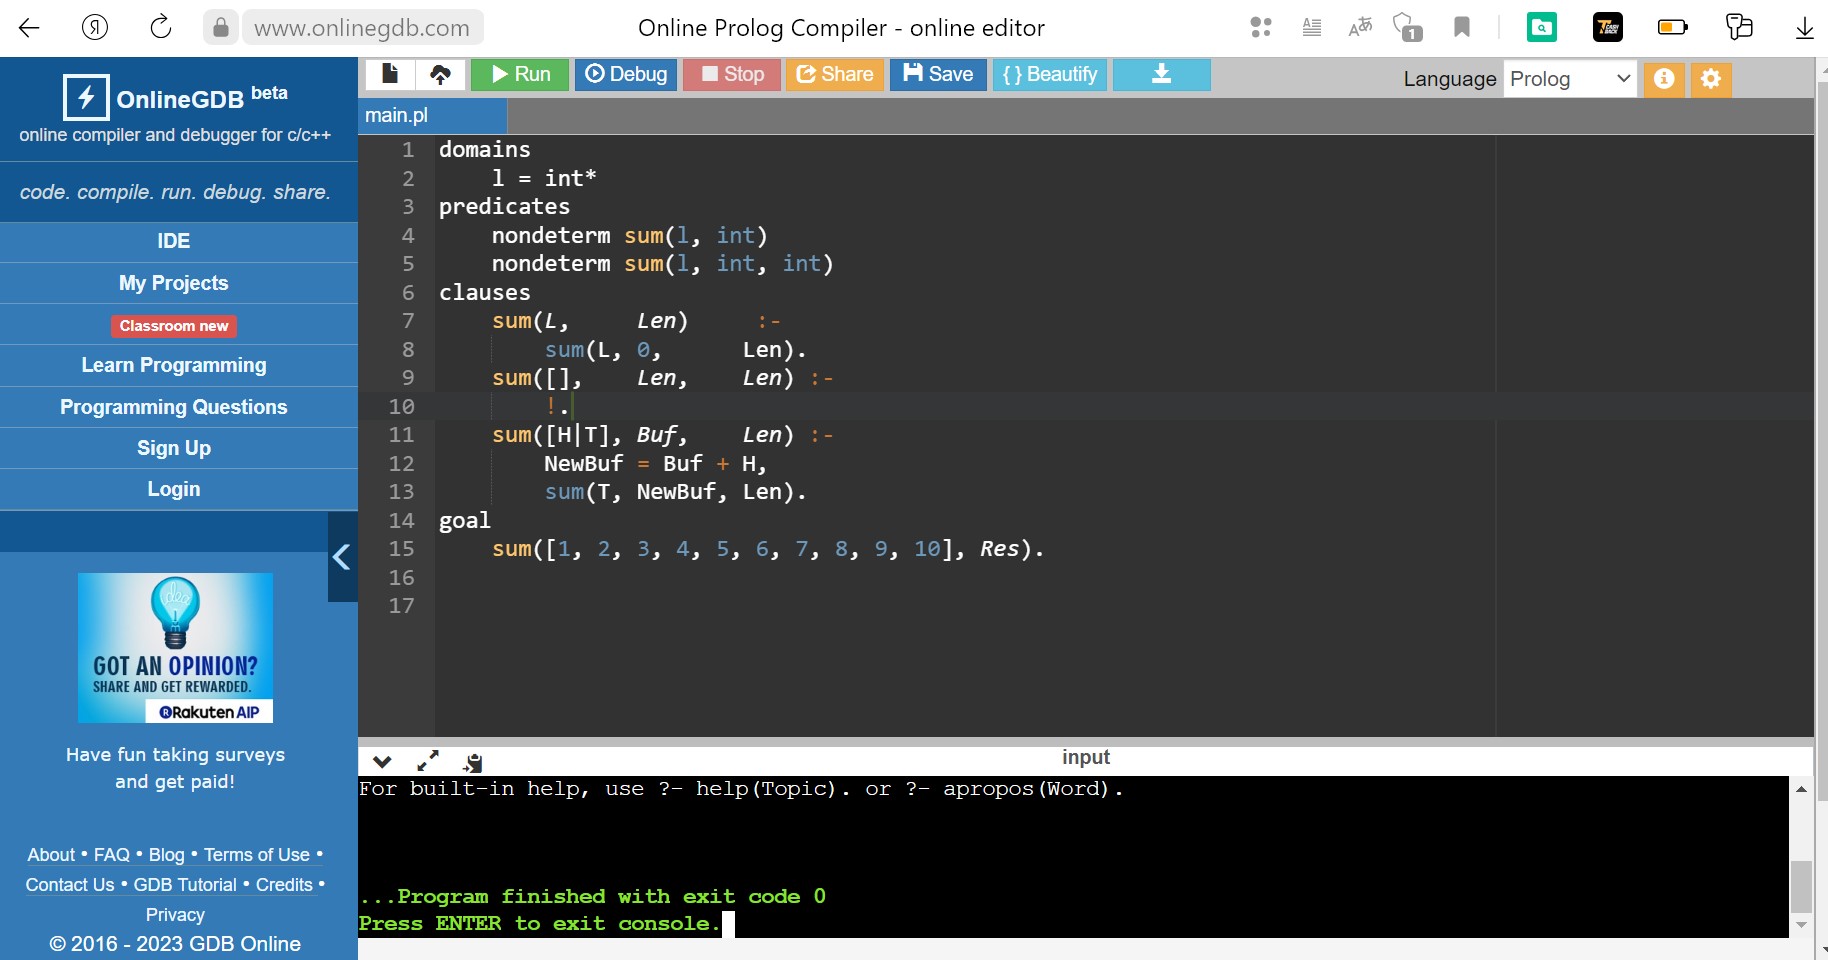 Я www.onlinegdb.com Online Prolog Compiler - online editor 1
OnlineGDB beta
online compiler and debugger for c/c++
code. compile. run. debug. share.
IDE
My Projects
Classroom new
Learn Programming
Programming Questions
Sign Up
Login
GOT AN OPINION?
SHARE AND GET REWARDED.
Rakuten AIP
Have fun taking surveys
and get paid!
About • FAQ • Blog • Terms of Use •
Contact Us • GDB Tutorial • Credits •
Privacy
© 2016 - 2023 GDB Online
Run Debug Stop Share Save { } Beautify Language Prolog
main.pl
1 domains
2     l = int*
3 predicates
4     nondeterm sum(l, int)
5     nondeterm sum(l, int, int)
6 clauses
7     sum(L,     Len)     :-
8         sum(L, 0,      Len).
9     sum([],    Len,    Len) :-
10         !.
11     sum([H|T], Buf,    Len) :-
12         NewBuf = Buf + H,
13         sum(T, NewBuf, Len).
14 goal
15     sum([1, 2, 3, 4, 5, 6, 7, 8, 9, 10], Res).
16
17
input
For built-in help, use ?- help(Topic). or ?- apropos(Word).
...Program finished with exit code 0
Press ENTER to exit console.